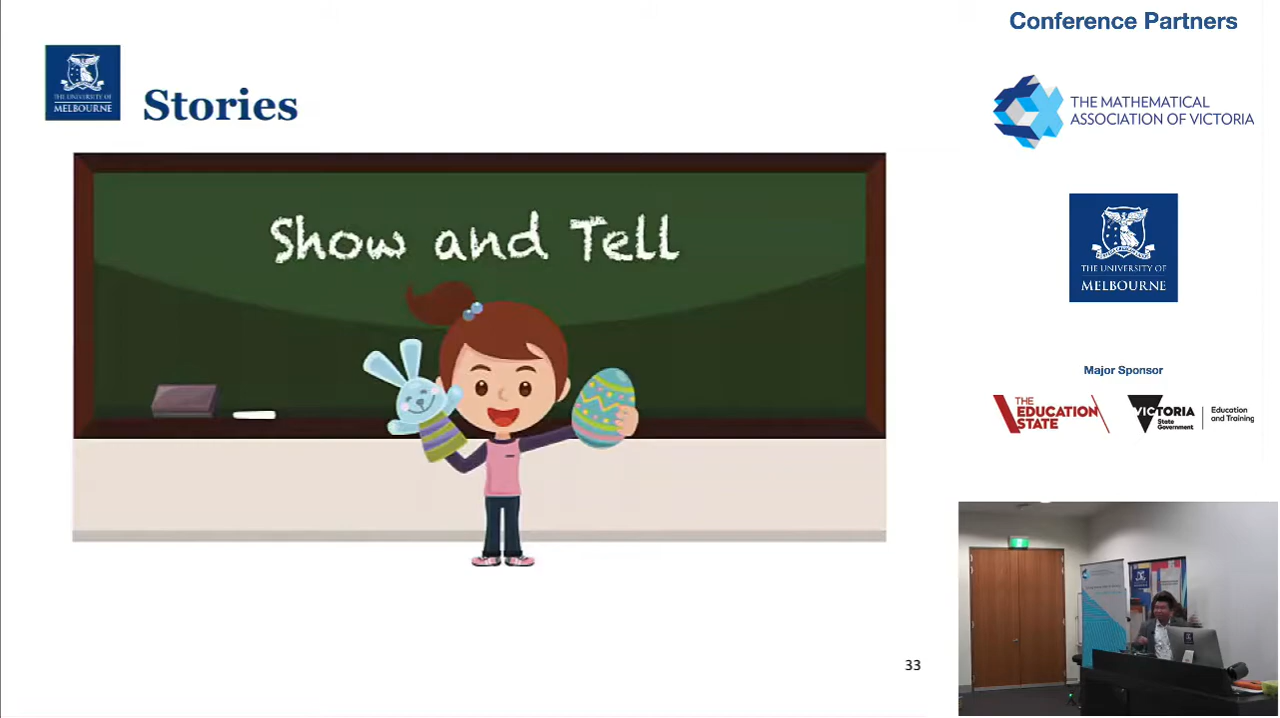 Conference Partners
THE UNIVERSITY OF
MELBOURNE
Stories
THE MATHEMATICAL
ASSOCIATION OF VICTORIA
Show and Tell
THE UNIVERSITY OF
MELBOURNE
Major Sponsor
THE
EDUCATION
STATE
VICTORIA
State
Government
Education
and Training
33